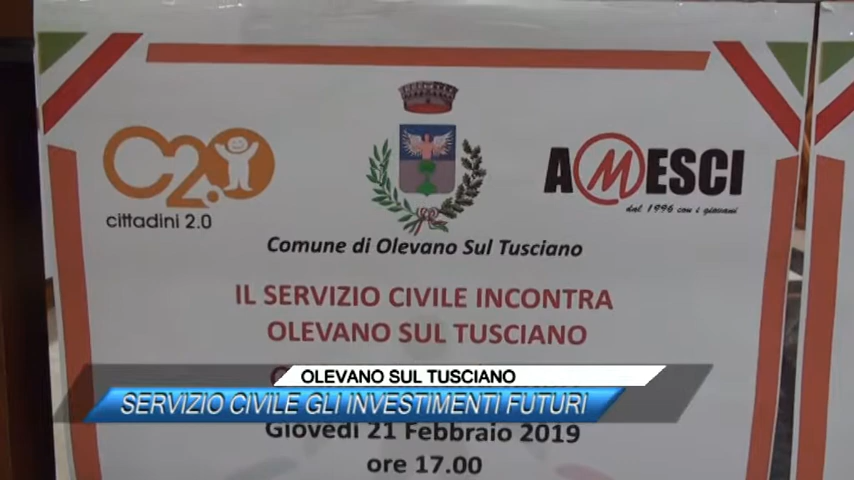 C2.0
cittadini 2.0
AMESCI
dal 1996 con i giovani
Comune di Olevano Sul Tusciano
IL SERVIZIO CIVILE INCONTRA
OLEVANO SUL TUSCIANO
OLEVANO SUL TUSCIANO
SERVIZIO CIVILE GLI INVESTIMENTI FUTURI
Giovedì 21 Febbraio 2019
ore 17.00